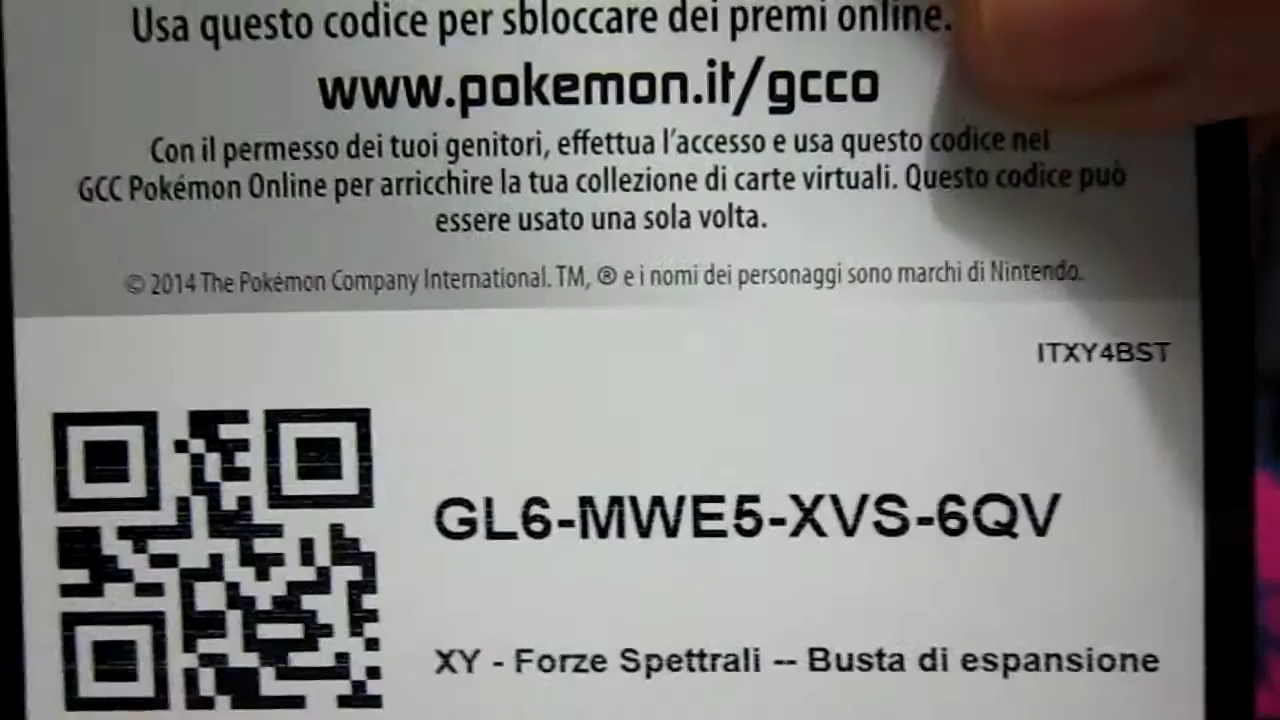 Usa questo codice per sbloccare dei premi online.
www.pokemon.it/gcco
Con il permesso dei tuoi genitori, effettua l'accesso e usa questo codice nel
GCC Pokémon Online per arricchire la tua collezione di carte virtuali. Questo codice può
essere usato una sola volta.
© 2014 The Pokémon Company International. TM, ® e i nomi dei personaggi sono marchi di Nintendo.
ITXY4BST
GL6-MWE5-XVS-6QV
XY - Forze Spettrali -- Busta di espansione